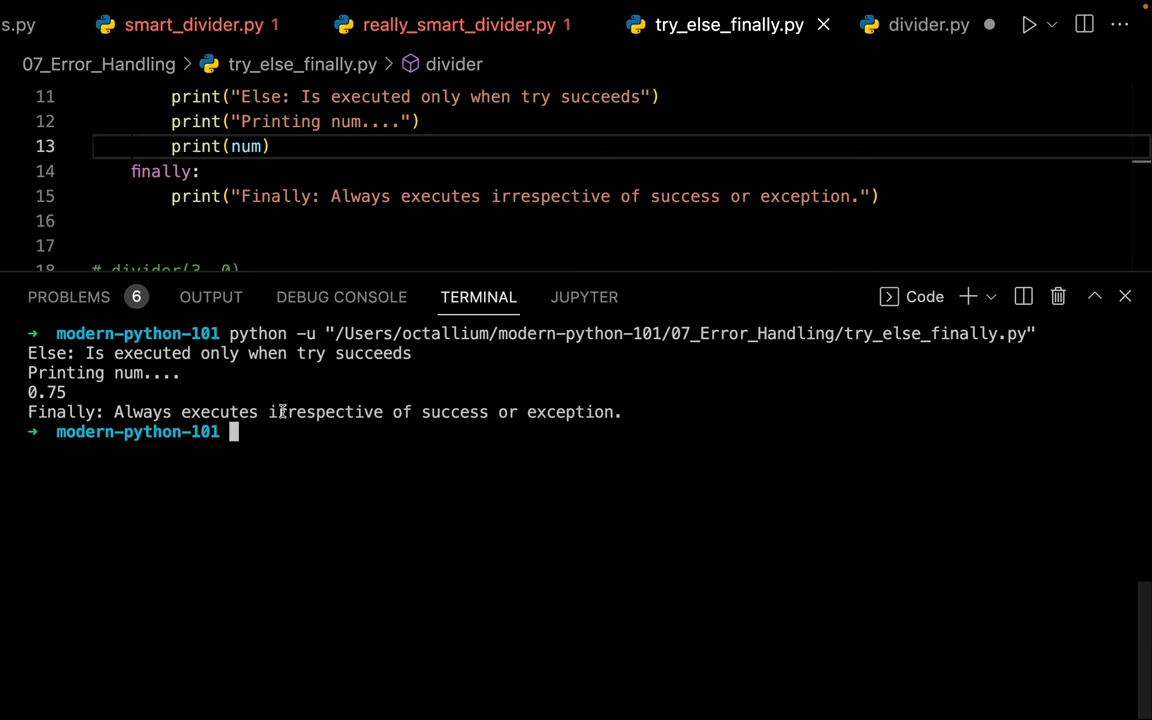 s.py smart_divider.py 1 really_smart_divider.py 1 try_else_finally.py divider.py
07_Error_Handling > try_else_finally.py > divider
11 print("Else: Is executed only when try succeeds")
12 print("Printing num....")
13 print(num)
14 finally:
15 print("Finally: Always executes irrespective of success or exception.")
16
17
18 # divider(3, 0)
PROBLEMS 6 OUTPUT DEBUG CONSOLE TERMINAL JUPYTER Code
→ modern-python-101 python -u "/Users/octallium/modern-python-101/07_Error_Handling/try_else_finally.py"
Else: Is executed only when try succeeds
Printing num....
0.75
Finally: Always executes irrespective of success or exception.
→ modern-python-101